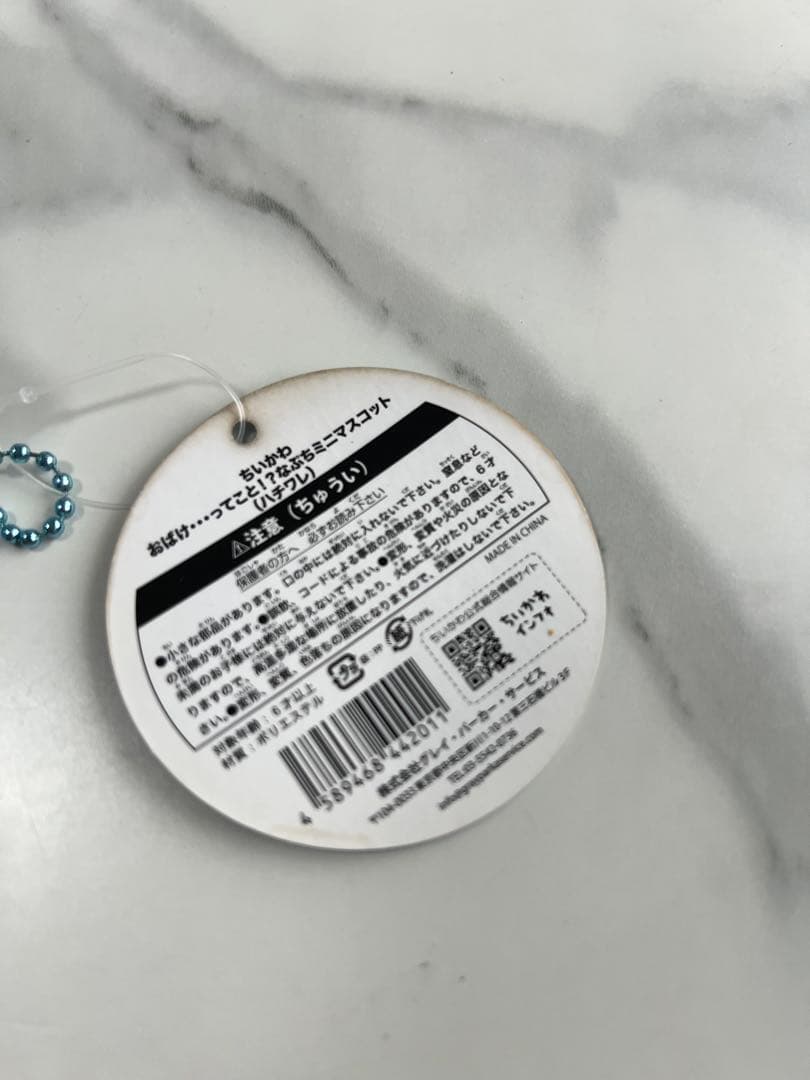 ちいかわ
おばけ・・・ってこと！？なぷちミニマスコット
(ハチワレ)
⚠注意（ちゅうい）
保護者の方へ 必ずお読み下さい
●小さな部品があります。口の中には絶対に入れないで下さい。窒息など
の危険があります。●誤飲、コードによる事故の危険がありますので、6才
未満のお子様には絶対に与えないで下さい。●変形、変質や火災の原因とな
りますので、高温多湿な場所に放置したり、火気に近づけたりしないで下
さい。●変形、変質、色落ちの原因になりますので、洗濯はしないで下さい。
対象年齢：6才以上
材質：ポリエステル
MADE IN CHINA
袋:PP
ちいかわ公式総合情報サイト
ちいかわ
インフォ
4 589468 442011
株式会社グレイ・パーカー・サービス
TEL:03-5542-0736